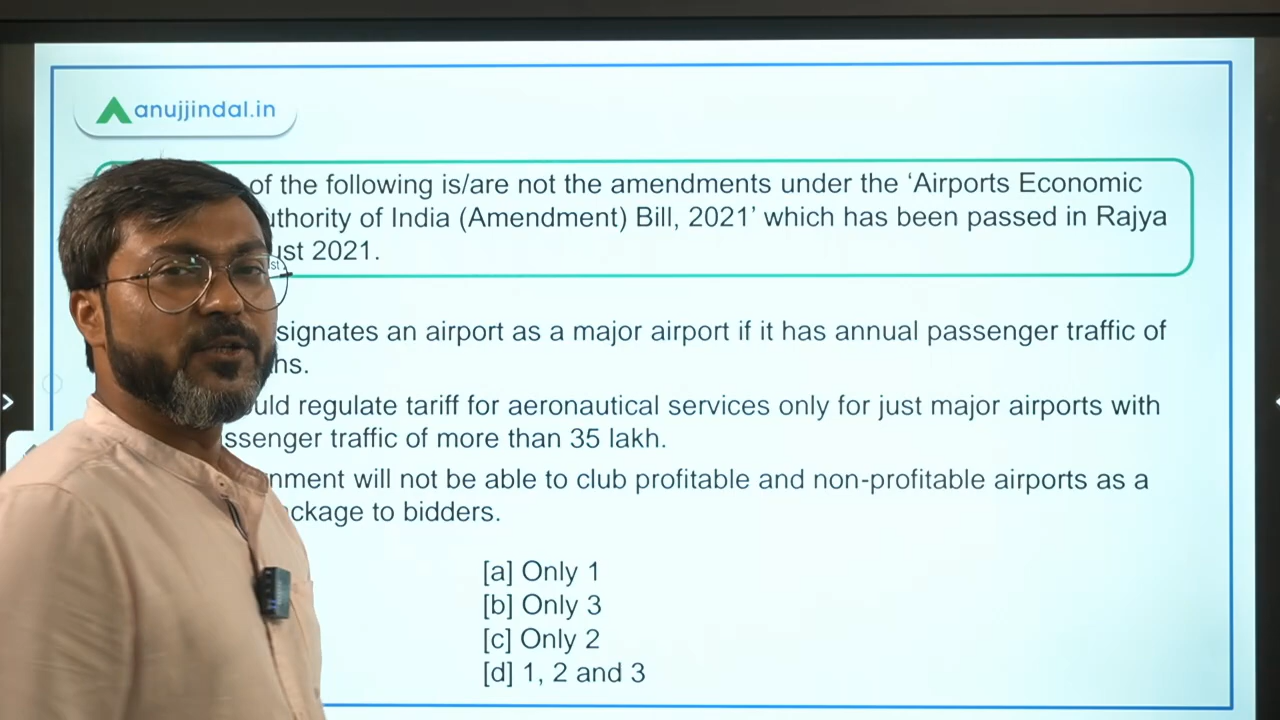 anujjindal.in
of the following is/are not the amendments under the ‘Airports Economic
uthority of India (Amendment) Bill, 2021’ which has been passed in Rajya
ust 2021.
signates an airport as a major airport if it has annual passenger traffic of
hs.
uld regulate tariff for aeronautical services only for just major airports with
ssenger traffic of more than 35 lakh.
nment will not be able to club profitable and non-profitable airports as a
ckage to bidders.
[a] Only 1
[b] Only 3
[c] Only 2
[d] 1, 2 and 3